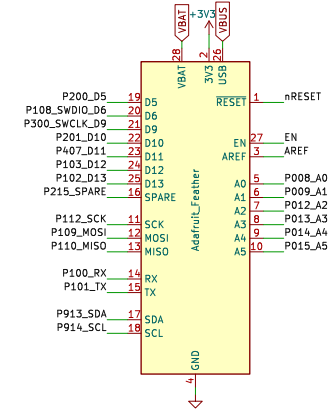 VBAT
+3V3
VBUS
28
2
26
VBAT
3V3
USB
P200_D5 19 D5
P108_SWDIO_D6 20 D6
P300_SWCLK_D9 21 D9
P201_D10 22 D10
P407_D11 23 D11
P103_D12 24 D12
P102_D13 25 D13
P215_SPARE 16 SPARE
P112_SCK 11 SCK
P109_MOSI 12 MOSI
P110_MISO 13 MISO
P100_RX 14 RX
P101_TX 15 TX
P913_SDA 17 SDA
P914_SCL 18 SCL
Adafruit_Feather
RESET 1 nRESET
EN 27 EN
AREF 3 AREF
A0 5 P008_A0
A1 6 P009_A1
A2 7 P012_A2
A3 8 P013_A3
A4 9 P014_A4
A5 10 P015_A5
GND
4